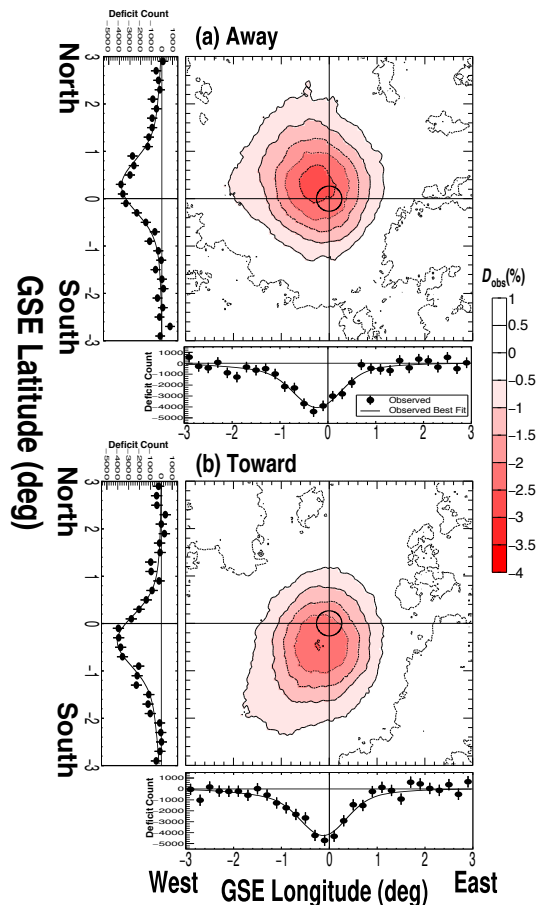 Deficit Count
−5000 −4000 −3000 −2000 −1000 0 1000
(a) Away
North
South
3
2
1
0
−1
−2
−3
GSE Latitude (deg)
Deficit Count
1000
0
−1000
−2000
−3000
−4000
−5000
Observed
Observed Best Fit
−3 −2 −1 0 1 2 3
D obs (%)
1
0.5
0
−0.5
−1
−1.5
−2
−2.5
−3
−3.5
−4
Deficit Count
−5000 −4000 −3000 −2000 −1000 0 1000
(b) Toward
North
South
3
2
1
0
−1
−2
−3
Deficit Count
1000
0
−1000
−2000
−3000
−4000
−5000
−3 −2 −1 0 1 2 3
West GSE Longitude (deg) East